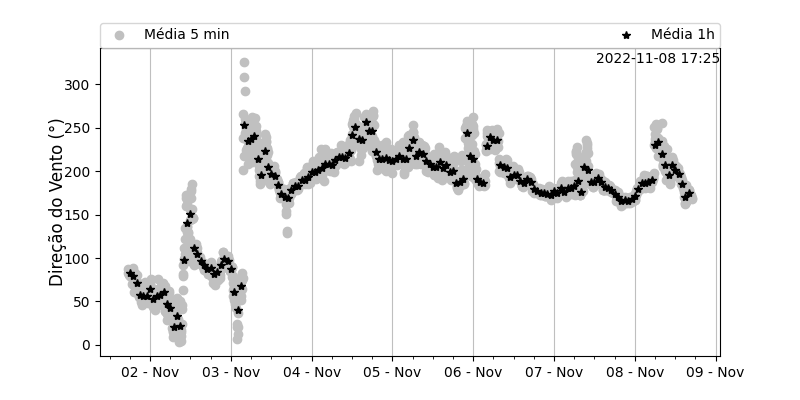 Média 5 min
Média 1h
2022-11-08 17:25
Direção do Vento (°)
300
250
200
150
100
50
0
02 - Nov
03 - Nov
04 - Nov
05 - Nov
06 - Nov
07 - Nov
08 - Nov
09 - Nov